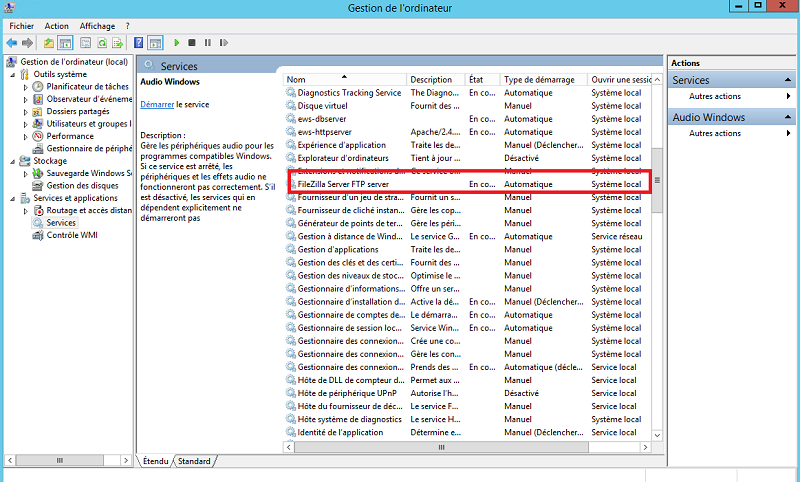 Gestion de l'ordinateur
Fichier Action Affichage ?
Gestion de l'ordinateur (local)
Outils système
Planificateur de tâches
Observateur d'événeme
Dossiers partagés
Utilisateurs et groupes l
Performance
Gestionnaire de périphé
Stockage
Sauvegarde Windows S
Gestion des disques
Services et applications
Routage et accès distan
Services
Contrôle WMI
Services
Audio Windows
Démarrer le service
Description :
Gère les périphériques audio pour les
programmes compatibles Windows.
Si ce service est arrêté, les
périphériques et les effets audio ne
fonctionneront pas correctement. S'il
est désactivé, les services qui en
dépendent explicitement ne
démarreront pas
Nom Description État Type de démarrage Ouvrir une sessio
Diagnostics Tracking Service The Diagno... En co... Automatique Système local
Disque virtuel Fournit des ... Manuel Système local
ews-dbserver En co... Automatique Système local
ews-httpserver Apache/2.4.... En co... Automatique Système local
Expérience d'application Traite les de... Manuel (Déclencher... Système local
Explorateur d'ordinateurs Tient à jour ... Désactivé Système local
Extensions et notifications d... Ce service e... Manuel Système local
FileZilla Server FTP server En co... Automatique Système local
Fournisseur d'un jeu de stra... Fournit un s... Manuel Système local
Fournisseur de cliché instan... Gère les cop... Manuel Système local
Générateur de points de ter... Gère les péri... Manuel Système local
Gestion à distance de Wind... Le service G... En co... Automatique Service réseau
Gestion d'applications Traite les de... Manuel Système local
Gestion des clés et des certi... Fournit des ... Manuel Système local
Gestion des niveaux de stoc... Optimise le ... Manuel Système local
Gestionnaire d'informations... Offre un ser... Manuel Système local
Gestionnaire d'installation d... Active la dé... En co... Manuel (Déclencher... Système local
Gestionnaire de comptes de... Le démarra... En co... Automatique Système local
Gestionnaire de session loc... Service Win... En co... Automatique Système local
Gestionnaire des connexion... Crée une co... Manuel Système local
Gestionnaire des connexion... Gère les con... Manuel Système local
Gestionnaire des connexion... Prend des ... En co... Automatique (décle... Service local
Hôte de DLL de compteur d... Permet aux ... Manuel Service local
Hôte de périphérique UPnP Autorise l'h... Désactivé Service local
Hôte du fournisseur de déc... Le service F... Manuel Service local
Hôte système de diagnostics Le service H... Manuel Système local
Identité de l'application Détermine e... Manuel (Déclencher... Service local
Étendu Standard
Actions
Services
Autres actions
Audio Windows
Autres actions